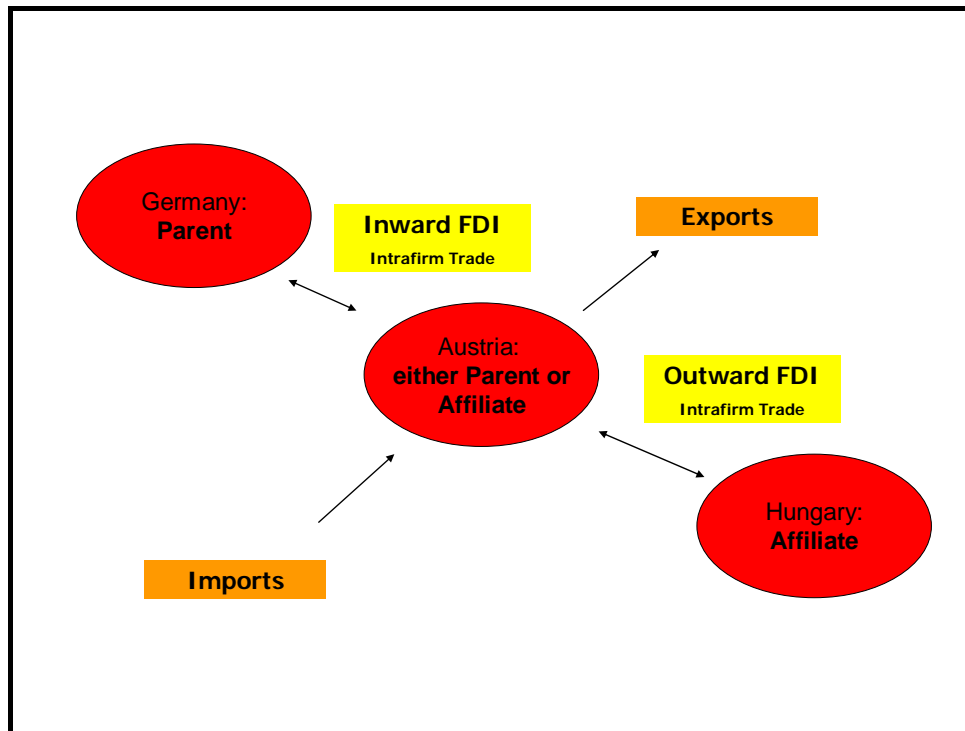 Germany:
Parent
Inward FDI
Intrafirm Trade
Exports
Austria:
either Parent or
Affiliate
Outward FDI
Intrafirm Trade
Hungary:
Affiliate
Imports